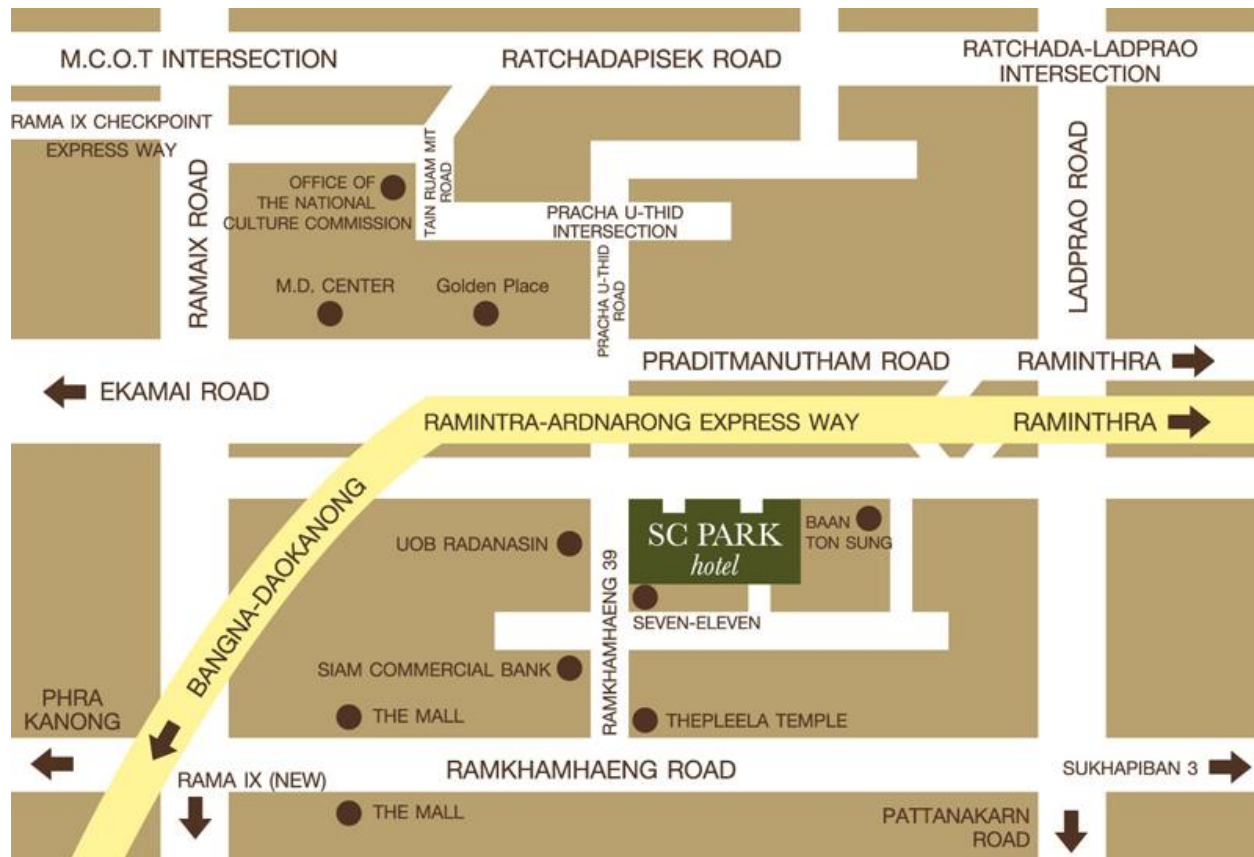 M.C.O.T INTERSECTION
RATCHADAPISEK ROAD
RATCHADA-LADPRAO
INTERSECTION
RAMA IX CHECKPOINT
EXPRESS WAY
RAMAIX ROAD
OFFICE OF
THE NATIONAL
CULTURE COMMISSION
TAIN RUAM MIT
ROAD
PRACHA U-THID
INTERSECTION
PRACHA U-THID
ROAD
LADPRAO ROAD
M.D. CENTER
Golden Place
EKAMAI ROAD
PRADITMANUTHAM ROAD
RAMINTHRA
RAMINTRA-ARDNARONG EXPRESS WAY
RAMINTHRA
BANGNA-DAOKANONG
UOB RADANASIN
RAMKHAMHAENG 39
SC PARK
hotel
BAAN
TON SUNG
SEVEN-ELEVEN
SIAM COMMERCIAL BANK
PHRA
KANONG
THE MALL
THEPLEELA TEMPLE
RAMA IX (NEW)
RAMKHAMHAENG ROAD
SUKHAPIBAN 3
THE MALL
PATTANAKARN
ROAD